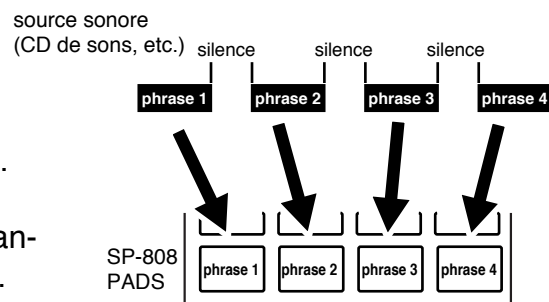 source sonore
(CD de sons, etc.)
silence silence silence
phrase 1 phrase 2 phrase 3 phrase 4
.
an-
.
SP-808
PADS
phrase 1 phrase 2 phrase 3 phrase 4